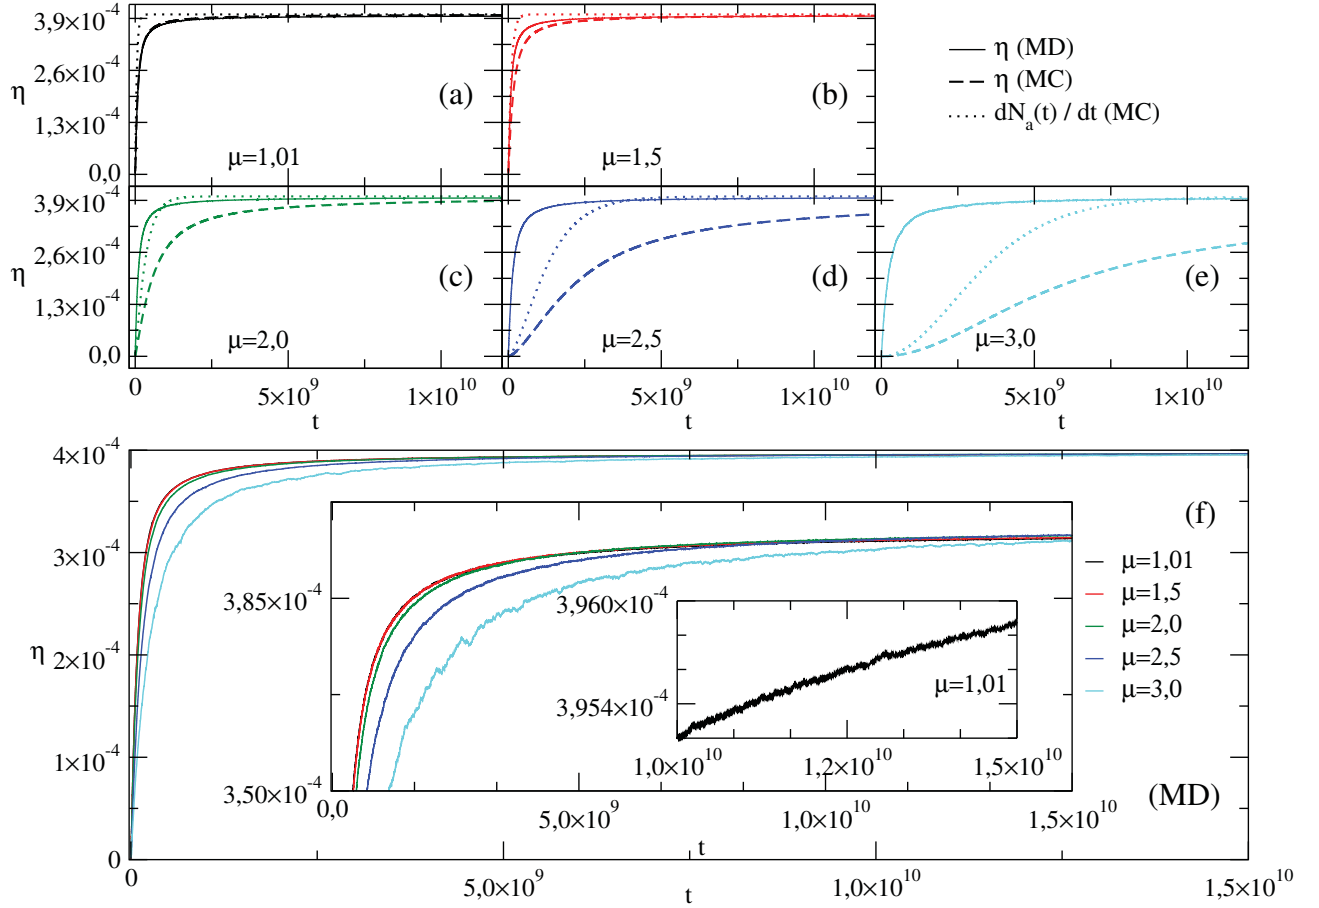 3,9×10⁻⁴
2,6×10⁻⁴
1,3×10⁻⁴
0,0
η
(a)
μ=1,01
(b)
μ=1,5
η (MD)
η (MC)
dNₐ(t) / dt (MC)
3,9×10⁻⁴
2,6×10⁻⁴
1,3×10⁻⁴
0,0
η
(c)
μ=2,0
(d)
μ=2,5
(e)
μ=3,0
0
5×10⁹
1×10¹⁰
t
0
5×10⁹
1×10¹⁰
t
0
5×10⁹
1×10¹⁰
t
4×10⁻⁴
3×10⁻⁴
2×10⁻⁴
1×10⁻⁴
0
η
(f)
μ=1,01
μ=1,5
μ=2,0
μ=2,5
μ=3,0
(MD)
3,85×10⁻⁴
3,50×10⁻⁴
0,0
5,0×10⁹
1,0×10¹⁰
1,5×10¹⁰
t
3,960×10⁻⁴
3,954×10⁻⁴
μ=1,01
1,0×10¹⁰
1,2×10¹⁰
1,5×10¹⁰
0
5,0×10⁹
1,0×10¹⁰
1,5×10¹⁰
t